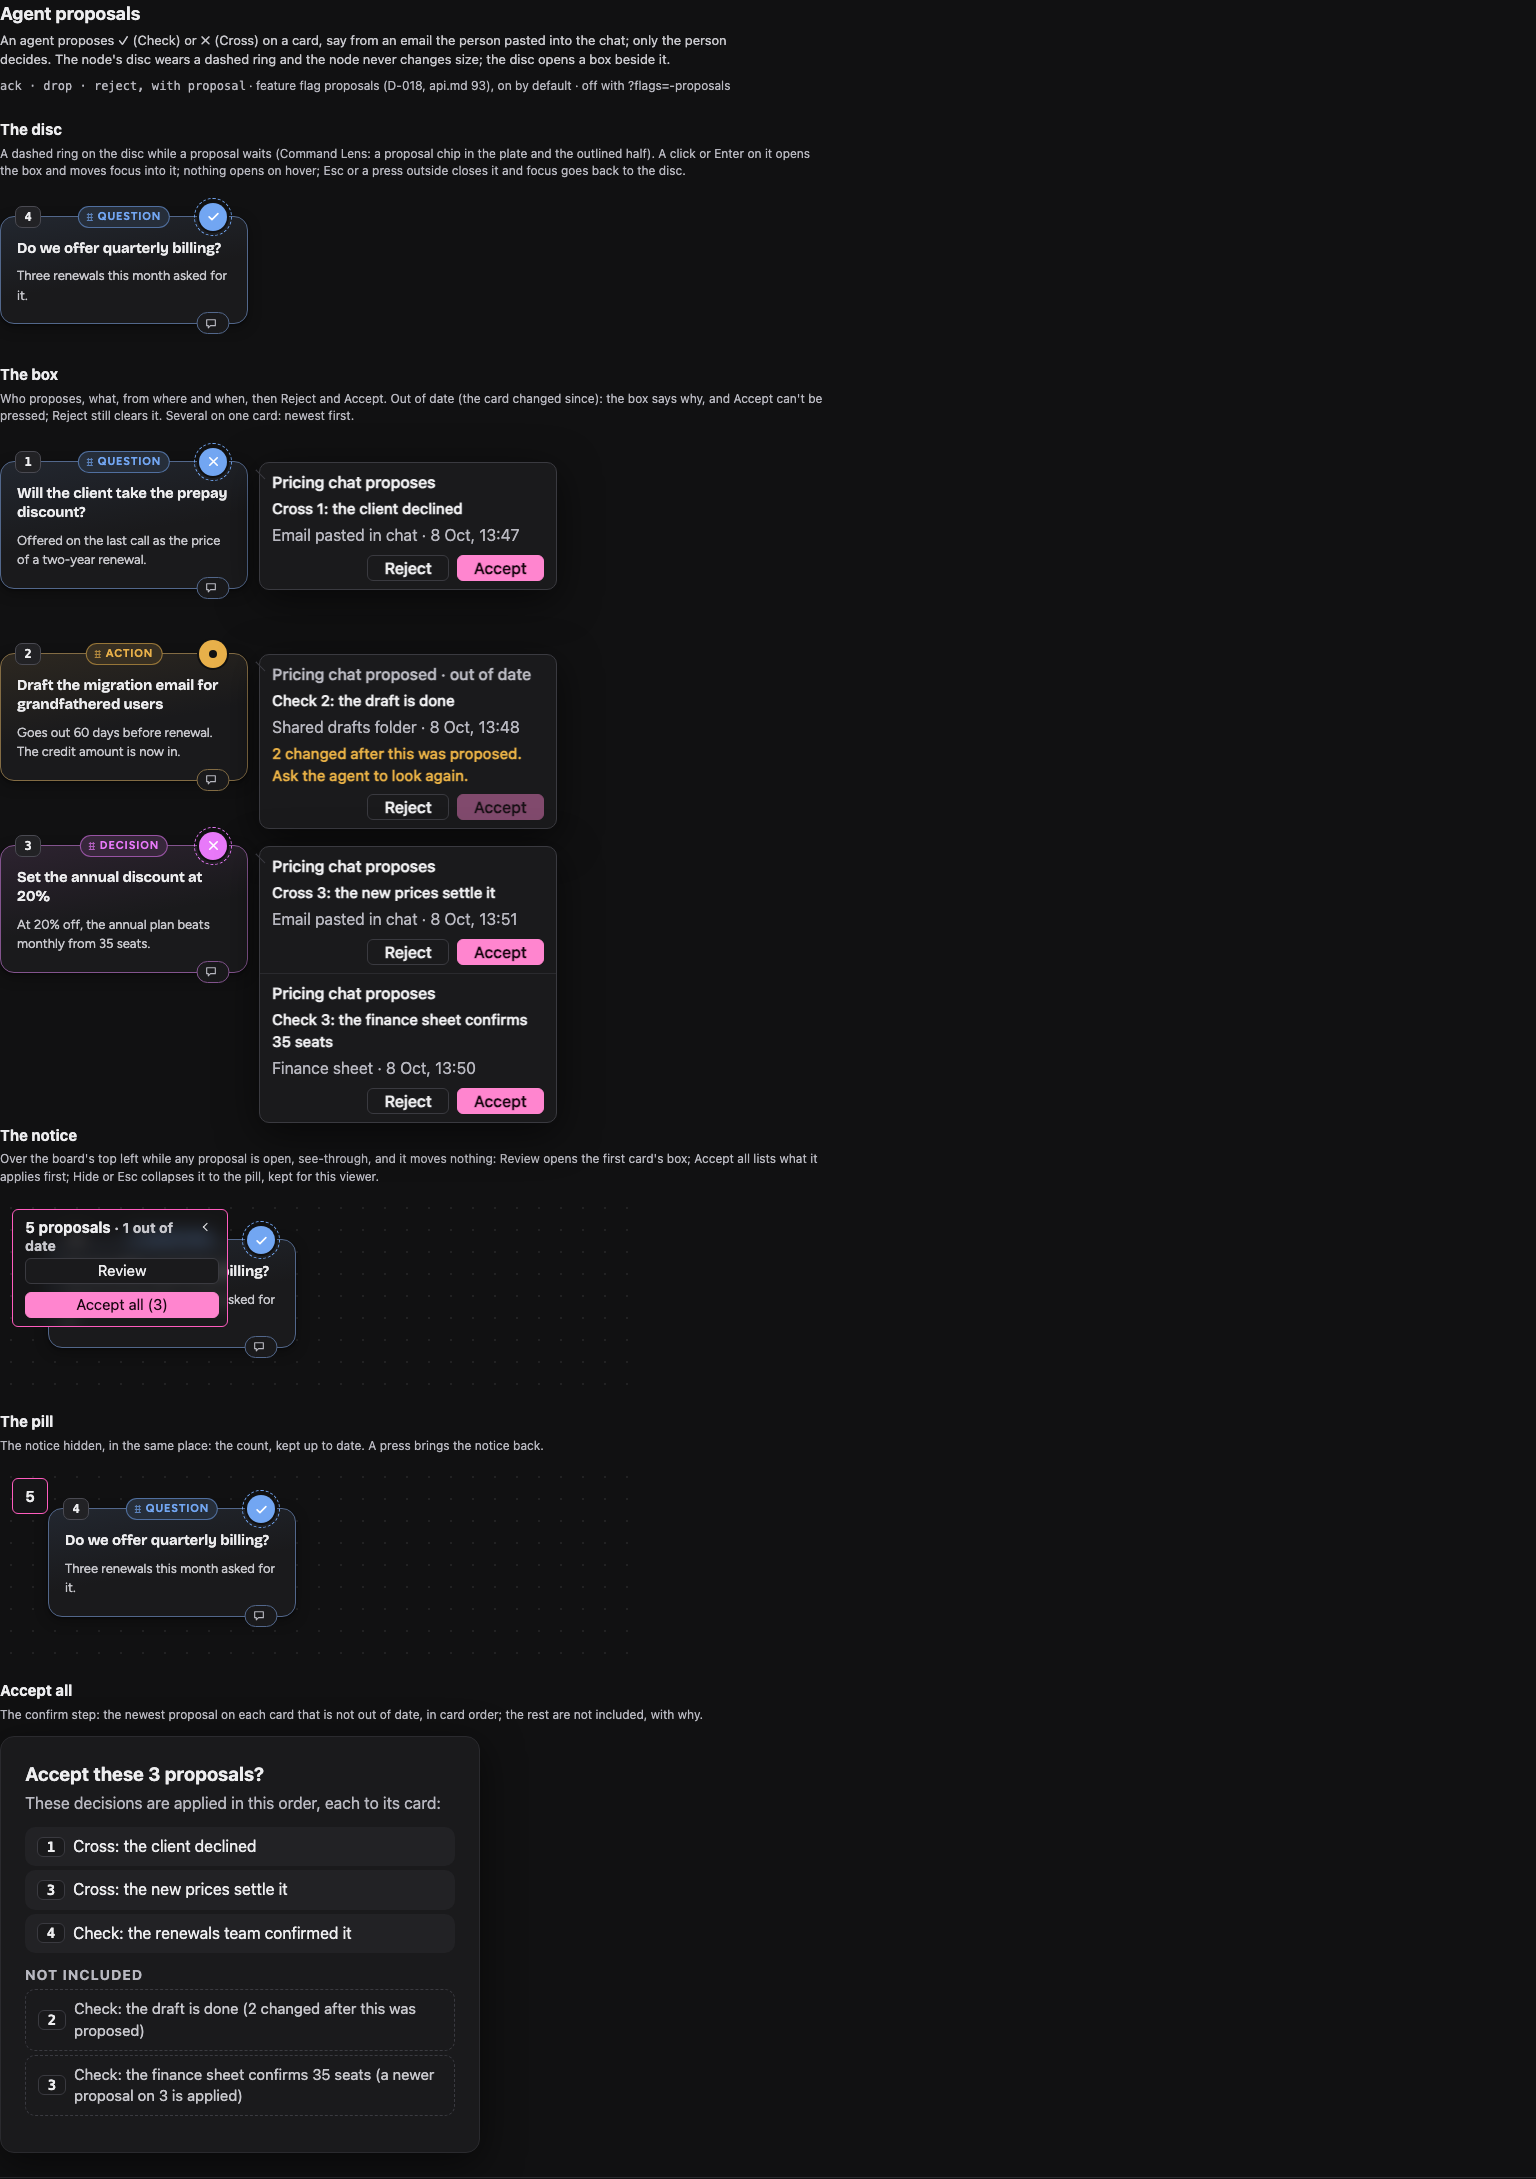 Agent proposals
An agent proposes ✓ (Check) or ✕ (Cross) on a card, say from an email the person pasted into the chat; only the person
decides. The node's disc wears a dashed ring and the node never changes size; the disc opens a box beside it.
ack · drop · reject, with proposal · feature flag proposals (D-018, api.md 93), on by default · off with ?flags=-proposals
The disc
A dashed ring on the disc while a proposal waits (Command Lens: a proposal chip in the plate and the outlined half). A click or Enter on it opens
the box and moves focus into it; nothing opens on hover; Esc or a press outside closes it and focus goes back to the disc.
4 QUESTION
Do we offer quarterly billing?
Three renewals this month asked for
it.
The box
Who proposes, what, from where and when, then Reject and Accept. Out of date (the card changed since): the box says why, and Accept can't be
pressed; Reject still clears it. Several on one card: newest first.
1 QUESTION
Will the client take the prepay
discount?
Offered on the last call as the price
of a two-year renewal.
Pricing chat proposes
Cross 1: the client declined
Email pasted in chat · 8 Oct, 13:47
Reject Accept
2 ACTION
Draft the migration email for
grandfathered users
Goes out 60 days before renewal.
The credit amount is now in.
Pricing chat proposed · out of date
Check 2: the draft is done
Shared drafts folder · 8 Oct, 13:48
2 changed after this was proposed.
Ask the agent to look again.
Reject Accept
3 DECISION
Set the annual discount at
20%
At 20% off, the annual plan beats
monthly from 35 seats.
Pricing chat proposes
Cross 3: the new prices settle it
Email pasted in chat · 8 Oct, 13:51
Reject Accept
Pricing chat proposes
Check 3: the finance sheet confirms
35 seats
Finance sheet · 8 Oct, 13:50
Reject Accept
The notice
Over the board's top left while any proposal is open, see-through, and it moves nothing: Review opens the first card's box; Accept all lists what it
applies first; Hide or Esc collapses it to the pill, kept for this viewer.
5 proposals · 1 out of
date
Review
Accept all (3)
illing?
sked for
The pill
The notice hidden, in the same place: the count, kept up to date. A press brings the notice back.
5
4 QUESTION
Do we offer quarterly billing?
Three renewals this month asked for
it.
Accept all
The confirm step: the newest proposal on each card that is not out of date, in card order; the rest are not included, with why.
Accept these 3 proposals?
These decisions are applied in this order, each to its card:
1 Cross: the client declined
3 Cross: the new prices settle it
4 Check: the renewals team confirmed it
NOT INCLUDED
2 Check: the draft is done (2 changed after this was
proposed)
3 Check: the finance sheet confirms 35 seats (a newer
proposal on 3 is applied)